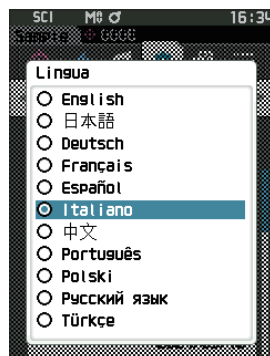 SCI M 16:34
Sample
Lingua
English
日本語
Deutsch
Français
Español
Italiano
中文
Português
Polski
Русский язык
Türkçe